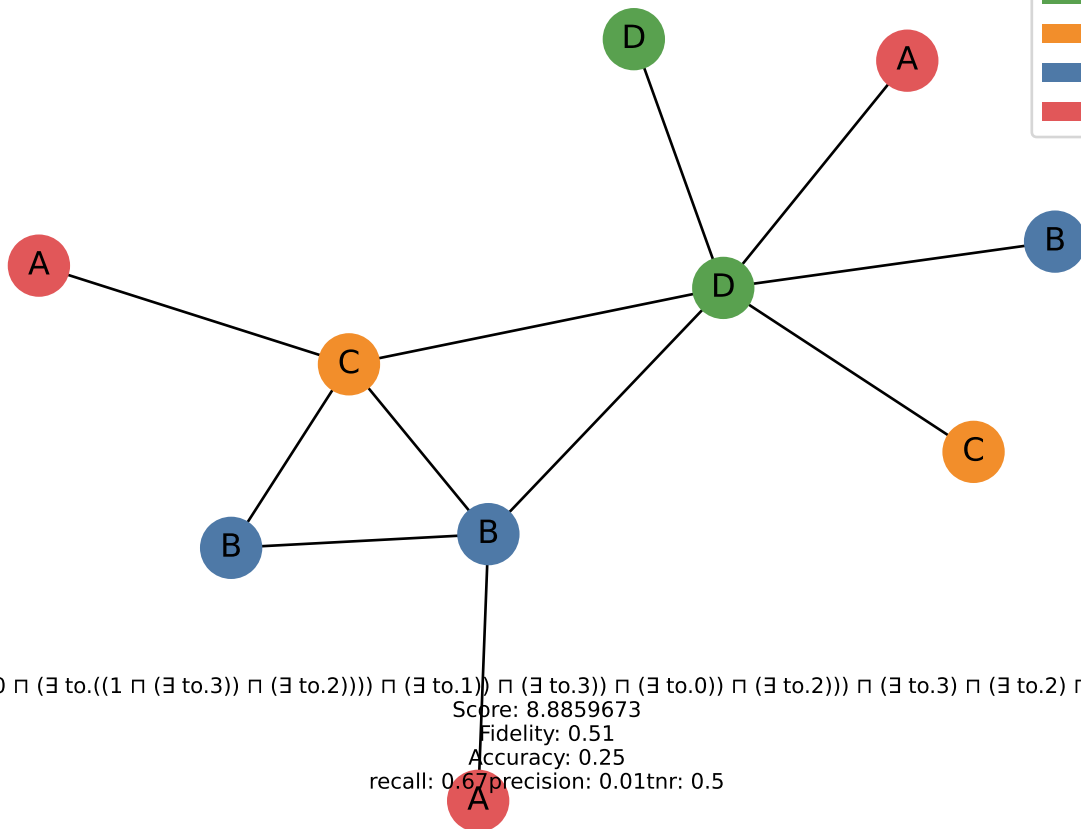 D
A
A
B
D
C
C
B
B
0 ⊓ (∃ to.((1 ⊓ (∃ to.3)) ⊓ (∃ to.2)))) ⊓ (∃ to.1)) ⊓ (∃ to.3)) ⊓ (∃ to.0)) ⊓ (∃ to.2))) ⊓ (∃ to.3) ⊓ (∃ to.2) ⊓
Score: 8.8859673
Fidelity: 0.51
Accuracy: 0.25
recall: 0.67precision: 0.01tnr: 0.5
A